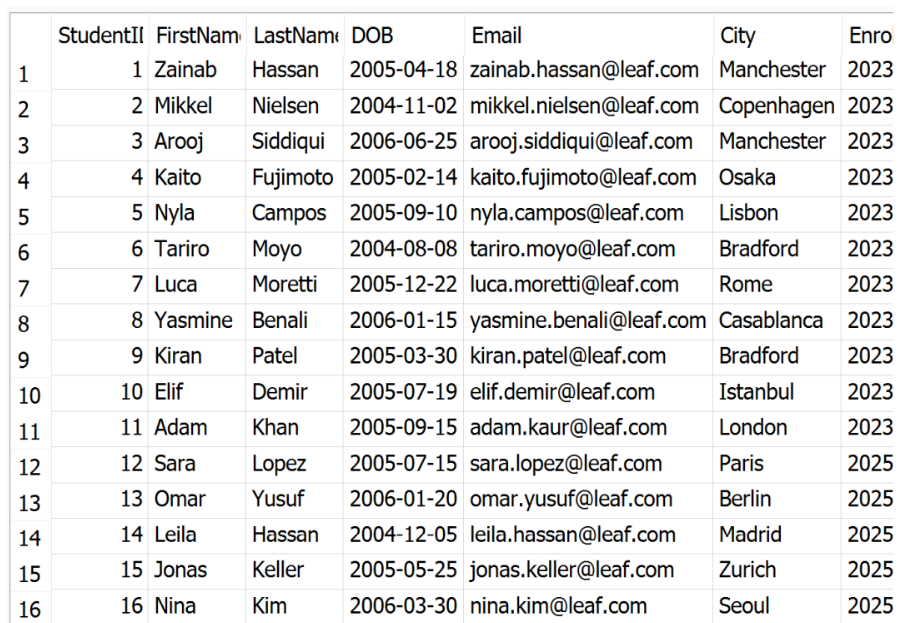 StudentI FirstNam LastName DOB Email City Enrol
1 1 Zainab Hassan 2005-04-18 zainab.hassan@leaf.com Manchester 2023
2 2 Mikkel Nielsen 2004-11-02 mikkel.nielsen@leaf.com Copenhagen 2023
3 3 Arooj Siddiqui 2006-06-25 arooj.siddiqui@leaf.com Manchester 2023
4 4 Kaito Fujimoto 2005-02-14 kaito.fujimoto@leaf.com Osaka 2023
5 5 Nyla Campos 2005-09-10 nyla.campos@leaf.com Lisbon 2023
6 6 Tariro Moyo 2004-08-08 tariro.moyo@leaf.com Bradford 2023
7 7 Luca Moretti 2005-12-22 luca.moretti@leaf.com Rome 2023
8 8 Yasmine Benali 2006-01-15 yasmine.benali@leaf.com Casablanca 2023
9 9 Kiran Patel 2005-03-30 kiran.patel@leaf.com Bradford 2023
10 10 Elif Demir 2005-07-19 elif.demir@leaf.com Istanbul 2023
11 11 Adam Khan 2005-09-15 adam.kaur@leaf.com London 2023
12 12 Sara Lopez 2005-07-15 sara.lopez@leaf.com Paris 2025
13 13 Omar Yusuf 2006-01-20 omar.yusuf@leaf.com Berlin 2025
14 14 Leila Hassan 2004-12-05 leila.hassan@leaf.com Madrid 2025
15 15 Jonas Keller 2005-05-25 jonas.keller@leaf.com Zurich 2025
16 16 Nina Kim 2006-03-30 nina.kim@leaf.com Seoul 2025